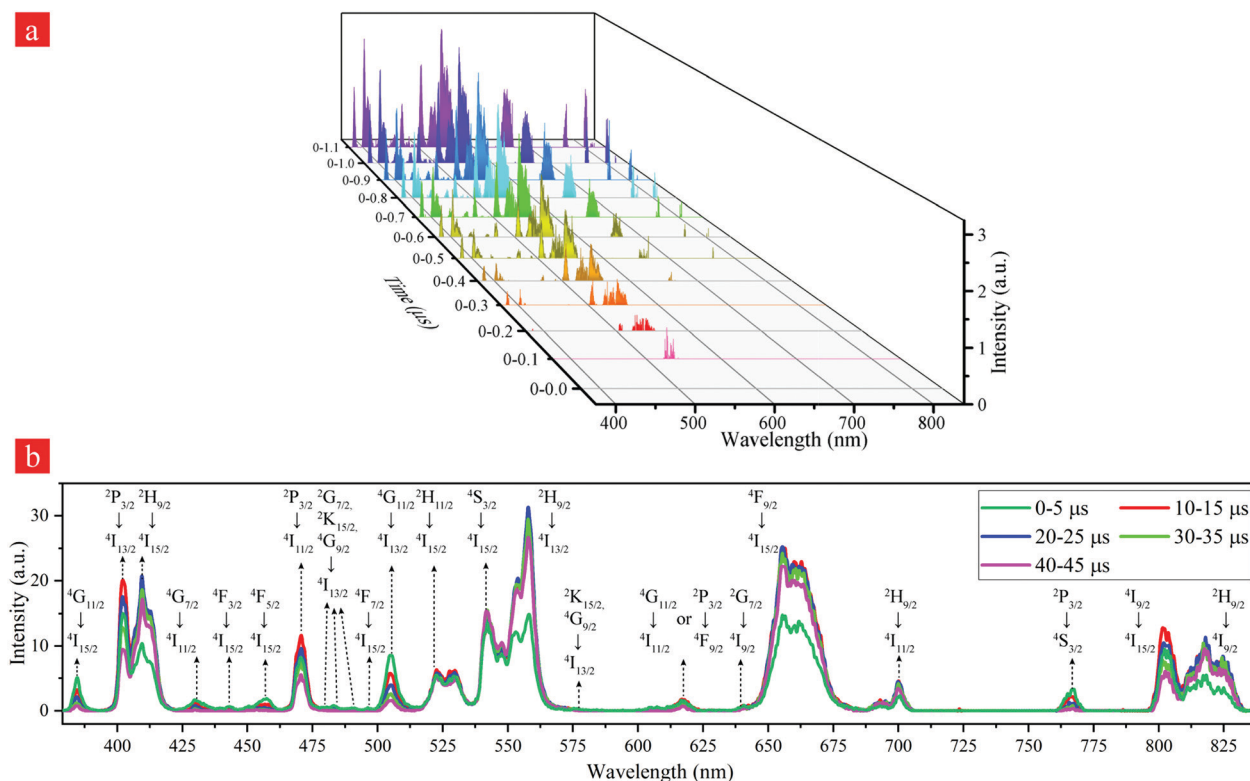 a
0-1.1
0-1.0
0-0.9
0-0.8
0-0.7
0-0.6
0-0.5
0-0.4
0-0.3
0-0.2
0-0.1
0-0.0
Time (μs)
3
2
1
0
Intensity (a.u.)
400 500 600 700 800
Wavelength (nm)
b
²P₃/₂ ²H₉/₂ ²P₃/₂ ²G₇/₂, ⁴G₁₁/₂ ²H₁₁/₂ ⁴S₃/₂ ²H₉/₂ ⁴F₉/₂
²K₁₅/₂,
↓ ↓ ↓ ⁴G₉/₂ ↓ ↓ ↓ ↓ ↓
↓
⁴I₁₃/₂ ⁴I₁₅/₂ ⁴I₁₁/₂ ⁴I₁₃/₂ ⁴I₁₃/₂ ⁴I₁₅/₂ ⁴I₁₅/₂ ⁴I₁₃/₂ ⁴I₁₅/₂
0-5 μs 10-15 μs
20-25 μs 30-35 μs
40-45 μs
⁴G₁₁/₂ ⁴G₇/₂ ⁴F₃/₂ ⁴F₅/₂ ⁴F₇/₂ ²K₁₅/₂, ⁴G₁₁/₂ ²P₃/₂ ²G₇/₂ ²H₉/₂ ²P₃/₂ ⁴I₉/₂ ²H₉/₂
⁴G₉/₂
↓ ↓ ↓ ↓ ↓ ↓ ↓ or ↓ ↓ ↓ ↓ ↓ ↓
⁴I₁₅/₂ ⁴I₁₁/₂ ⁴I₁₅/₂ ⁴I₁₅/₂ ⁴I₁₅/₂ ⁴I₁₃/₂ ⁴I₁₁/₂ ⁴F₉/₂ ⁴I₉/₂ ⁴I₁₁/₂ ⁴S₃/₂ ⁴I₁₅/₂ ⁴I₉/₂
30
20
10
0
Intensity (a.u.)
400 425 450 475 500 525 550 575 600 625 650 675 700 725 750 775 800 825
Wavelength (nm)